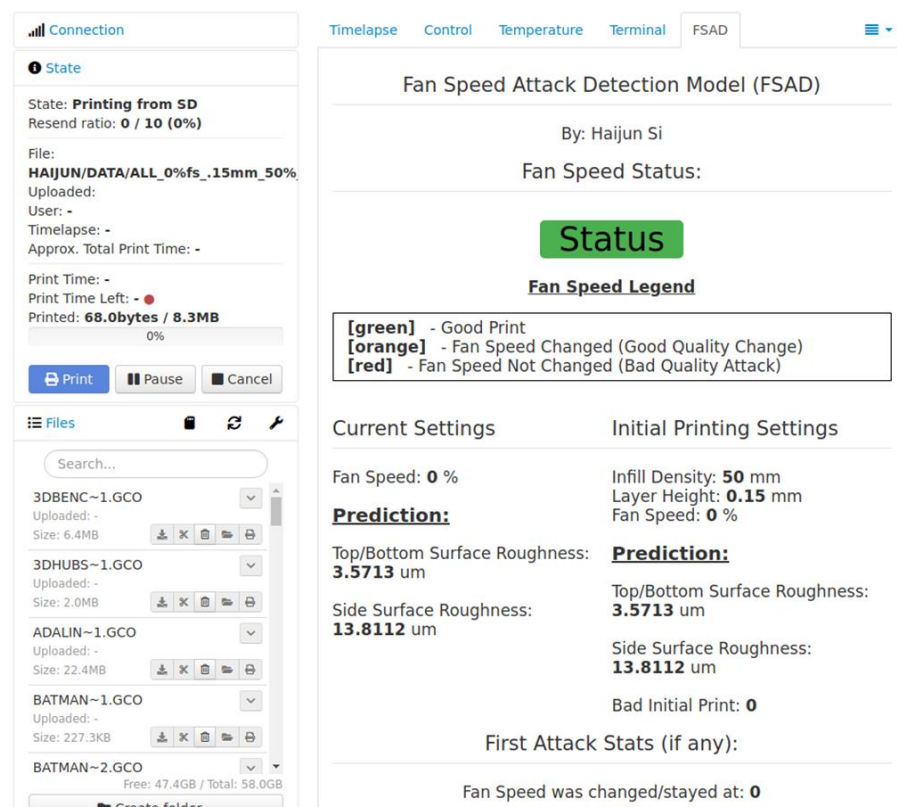 Connection
State
State: Printing from SD
Resend ratio: 0 / 10 (0%)
File:
HAIJUN/DATA/ALL_0%fs_.15mm_50%
Uploaded:
User: -
Timelapse: -
Approx. Total Print Time: -
Print Time: -
Print Time Left: -
Printed: 68.0bytes / 8.3MB
0%
Print Pause Cancel
Files
Search...
3DBENC~1.GCO
Uploaded: -
Size: 6.4MB
3DHUBS~1.GCO
Uploaded: -
Size: 2.0MB
ADALIN~1.GCO
Uploaded: -
Size: 22.4MB
BATMAN~1.GCO
Uploaded: -
Size: 227.3KB
BATMAN~2.GCO
Free: 47.4GB / Total: 58.0GB
Create folder
Timelapse Control Temperature Terminal FSAD
Fan Speed Attack Detection Model (FSAD)
By: Haijun Si
Fan Speed Status:
Status
Fan Speed Legend
[green] - Good Print
[orange] - Fan Speed Changed (Good Quality Change)
[red] - Fan Speed Not Changed (Bad Quality Attack)
Current Settings
Fan Speed: 0 %
Prediction:
Top/Bottom Surface Roughness:
3.5713 um
Side Surface Roughness:
13.8112 um
Initial Printing Settings
Infill Density: 50 mm
Layer Height: 0.15 mm
Fan Speed: 0 %
Prediction:
Top/Bottom Surface Roughness:
3.5713 um
Side Surface Roughness:
13.8112 um
Bad Initial Print: 0
First Attack Stats (if any):
Fan Speed was changed/stayed at: 0